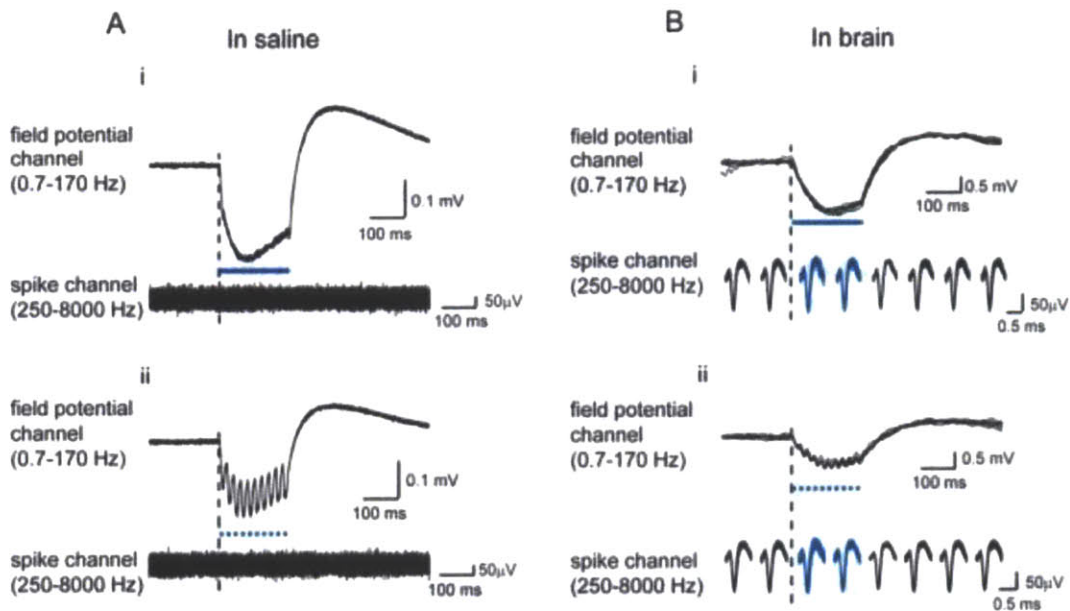 A
In saline
i
field potential
channel
(0.7-170 Hz)
0.1 mV
100 ms
spike channel
(250-8000 Hz)
50µV
100 ms
ii
field potential
channel
(0.7-170 Hz)
0.1 mV
100 ms
spike channel
(250-8000 Hz)
50µV
100 ms
B
In brain
i
field potential
channel
(0.7-170 Hz)
0.5 mV
100 ms
spike channel
(250-8000 Hz)
50µV
0.5 ms
ii
field potential
channel
(0.7-170 Hz)
0.5 mV
100 ms
spike channel
(250-8000 Hz)
50µV
0.5 ms